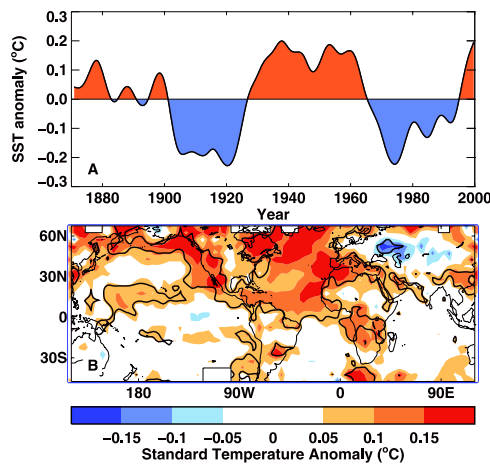 SST anomaly (°C)
0.3
0.2
0.1
0.0
−0.1
−0.2
−0.3
A
1880 1900 1920 1940 1960 1980 2000
Year
60N
30N
0
30S
B
180 90W 0 90E
−0.15 −0.1 −0.05 0 0.05 0.1 0.15
Standard Temperature Anomaly (°C)